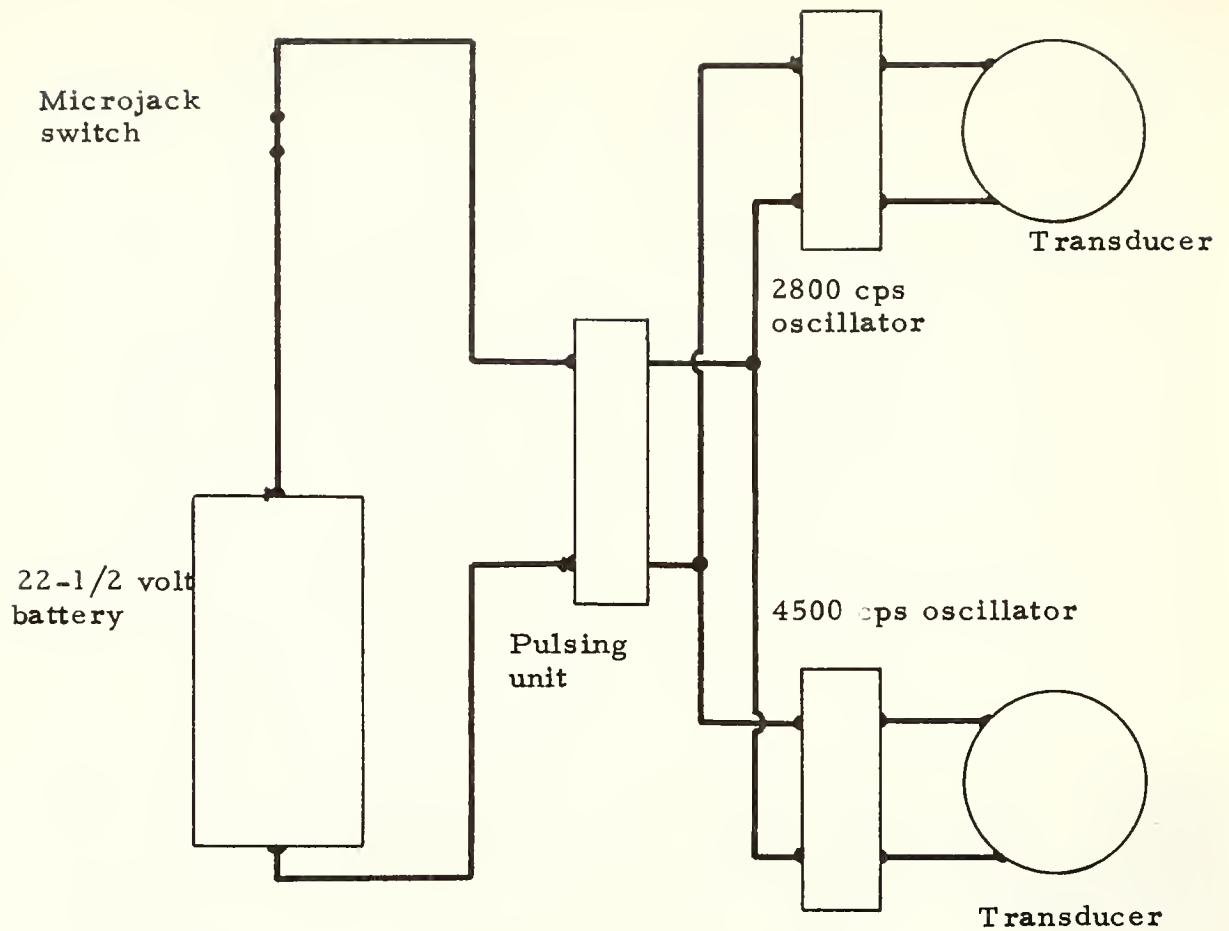 Microjack
switch
Transducer
2800 cps
oscillator
22-1/2 volt
battery
4500 cps oscillator
Pulsing
unit
Transducer